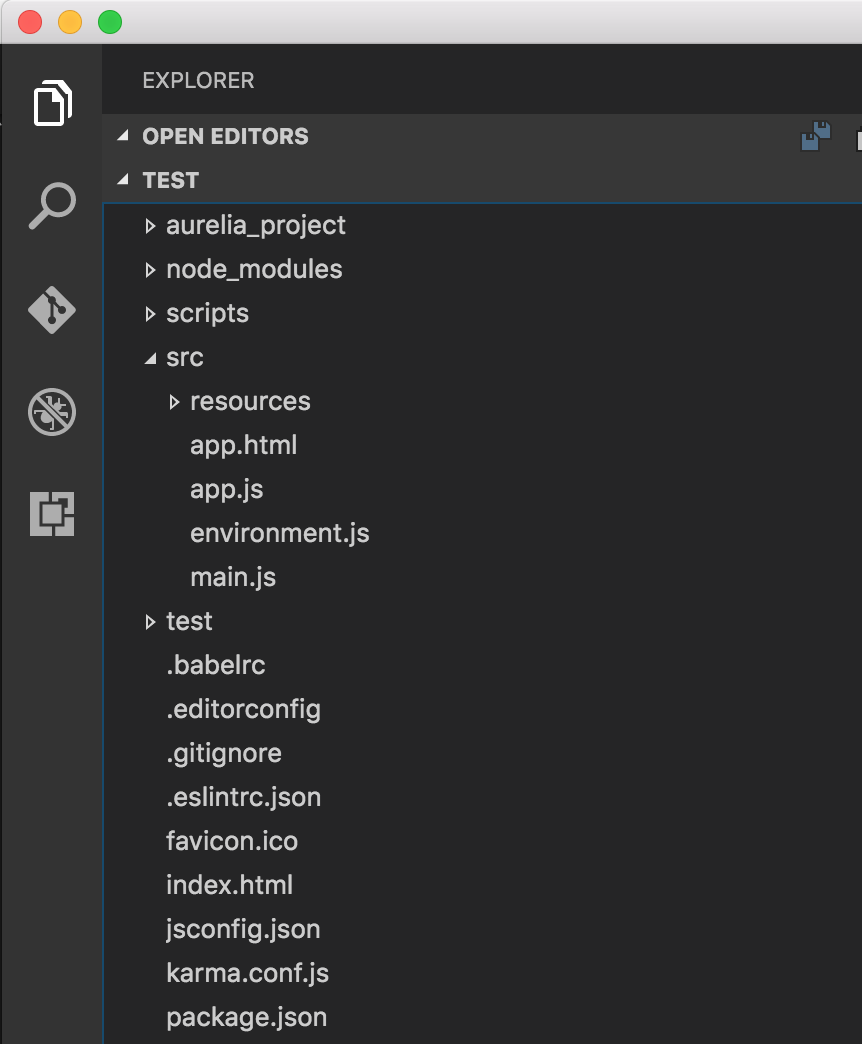 EXPLORER
OPEN EDITORS
TEST
aurelia_project
node_modules
scripts
src
resources
app.html
app.js
environment.js
main.js
test
.babelrc
.editorconfig
.gitignore
.eslintrc.json
favicon.ico
index.html
jsconfig.json
karma.conf.js
package.json